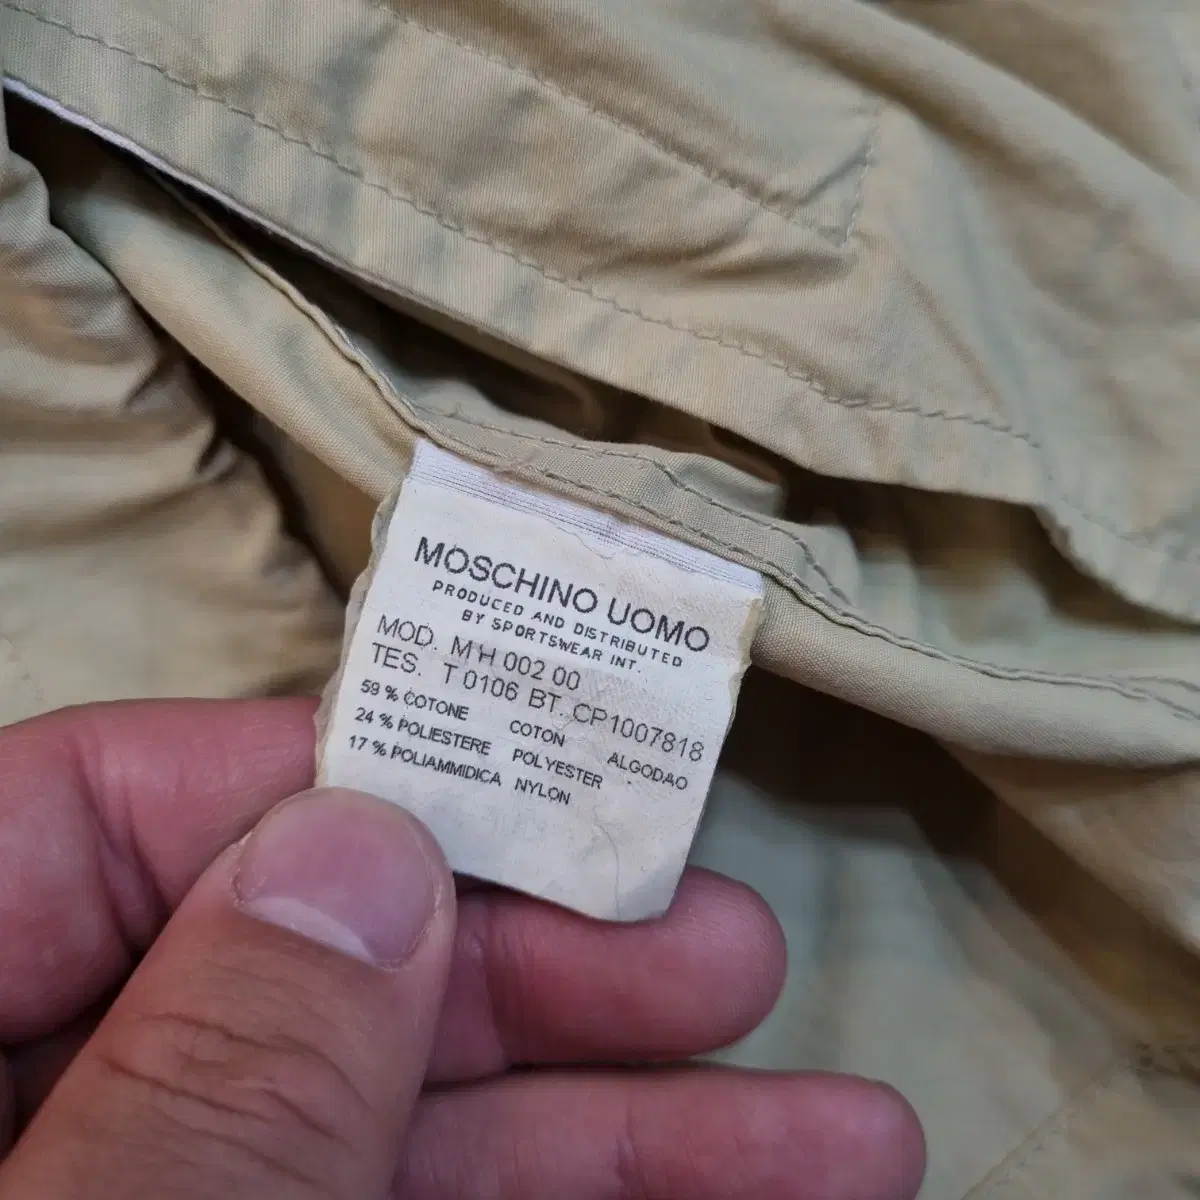 MOSCHINO UOMO
PRODUCED AND DISTRIBUTED
BY SPORTSWEAR INT.
MOD. M H 002 00
TES. T 0106 BT. CP1007818
59 % COTONE COTON ALGODAO
24 % POLIESTERE POLYESTER
17 % POLIAMMIDICA NYLON